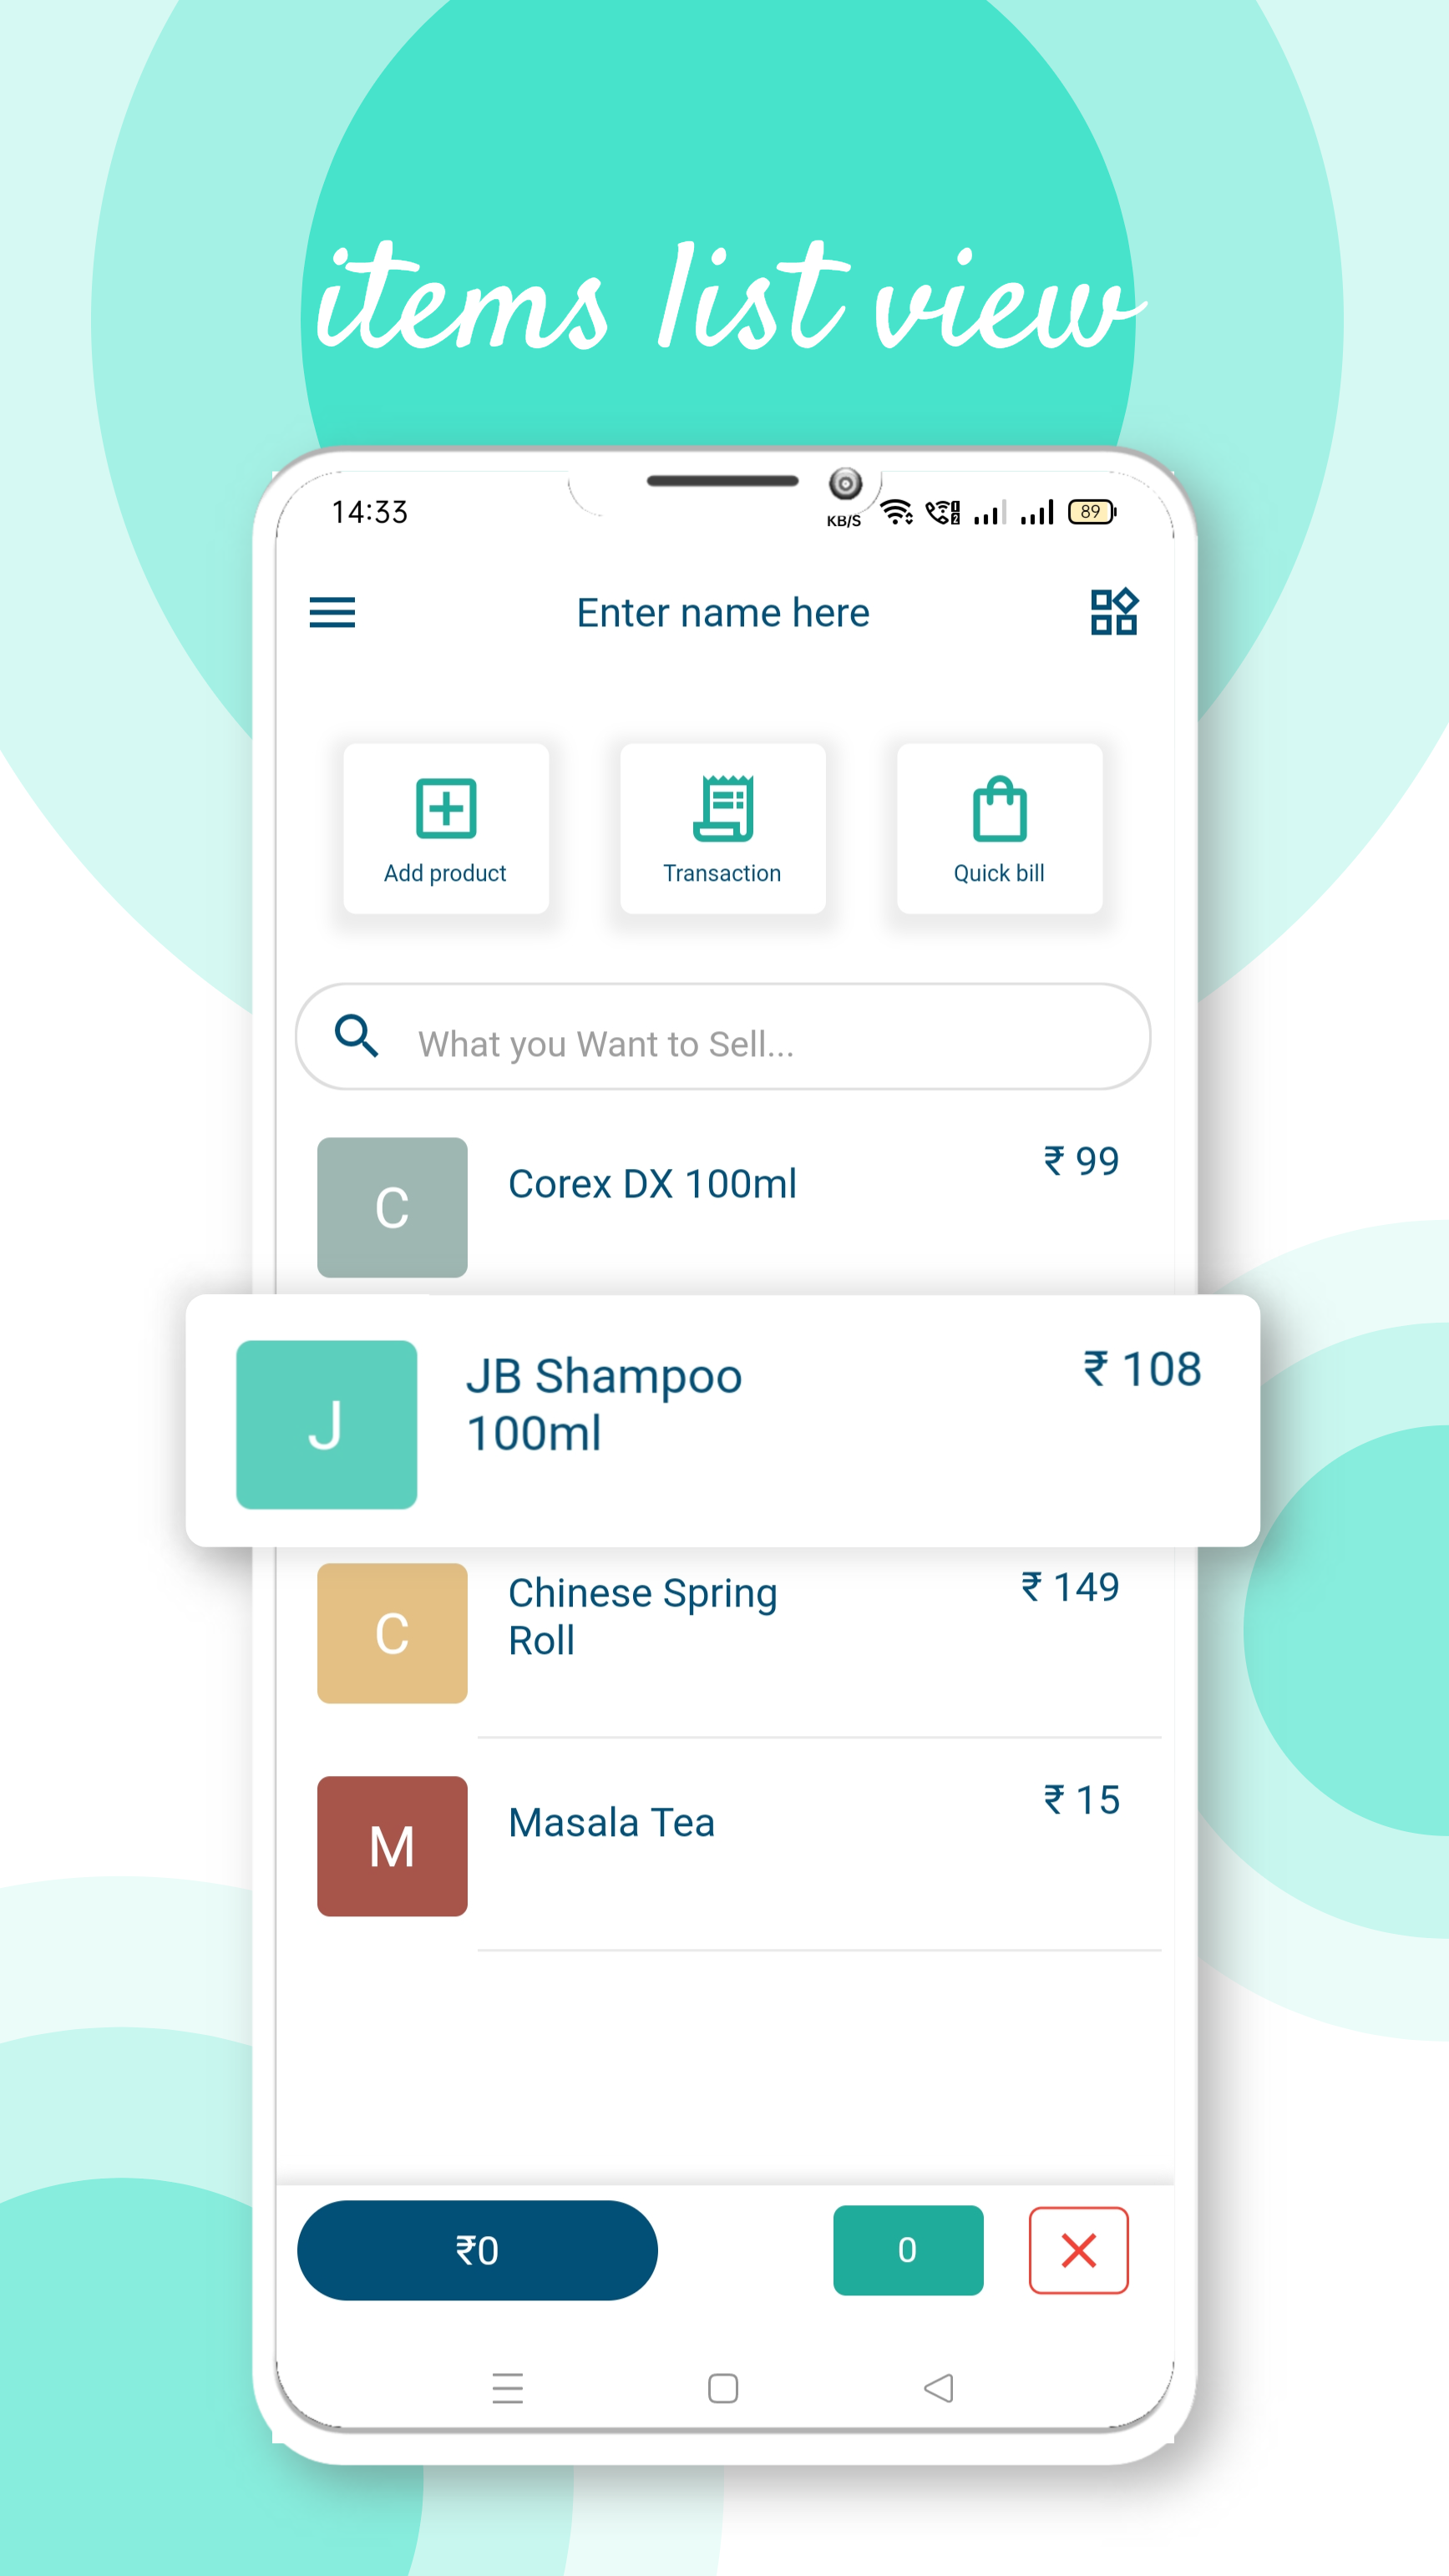 items list view
14:33
KB/S
89
Enter name here
Add product
Transaction
Quick bill
What you Want to Sell...
C
Corex DX 100ml
₹ 99
J
JB Shampoo
100ml
₹ 108
C
Chinese Spring
Roll
₹ 149
M
Masala Tea
₹ 15
₹0
0